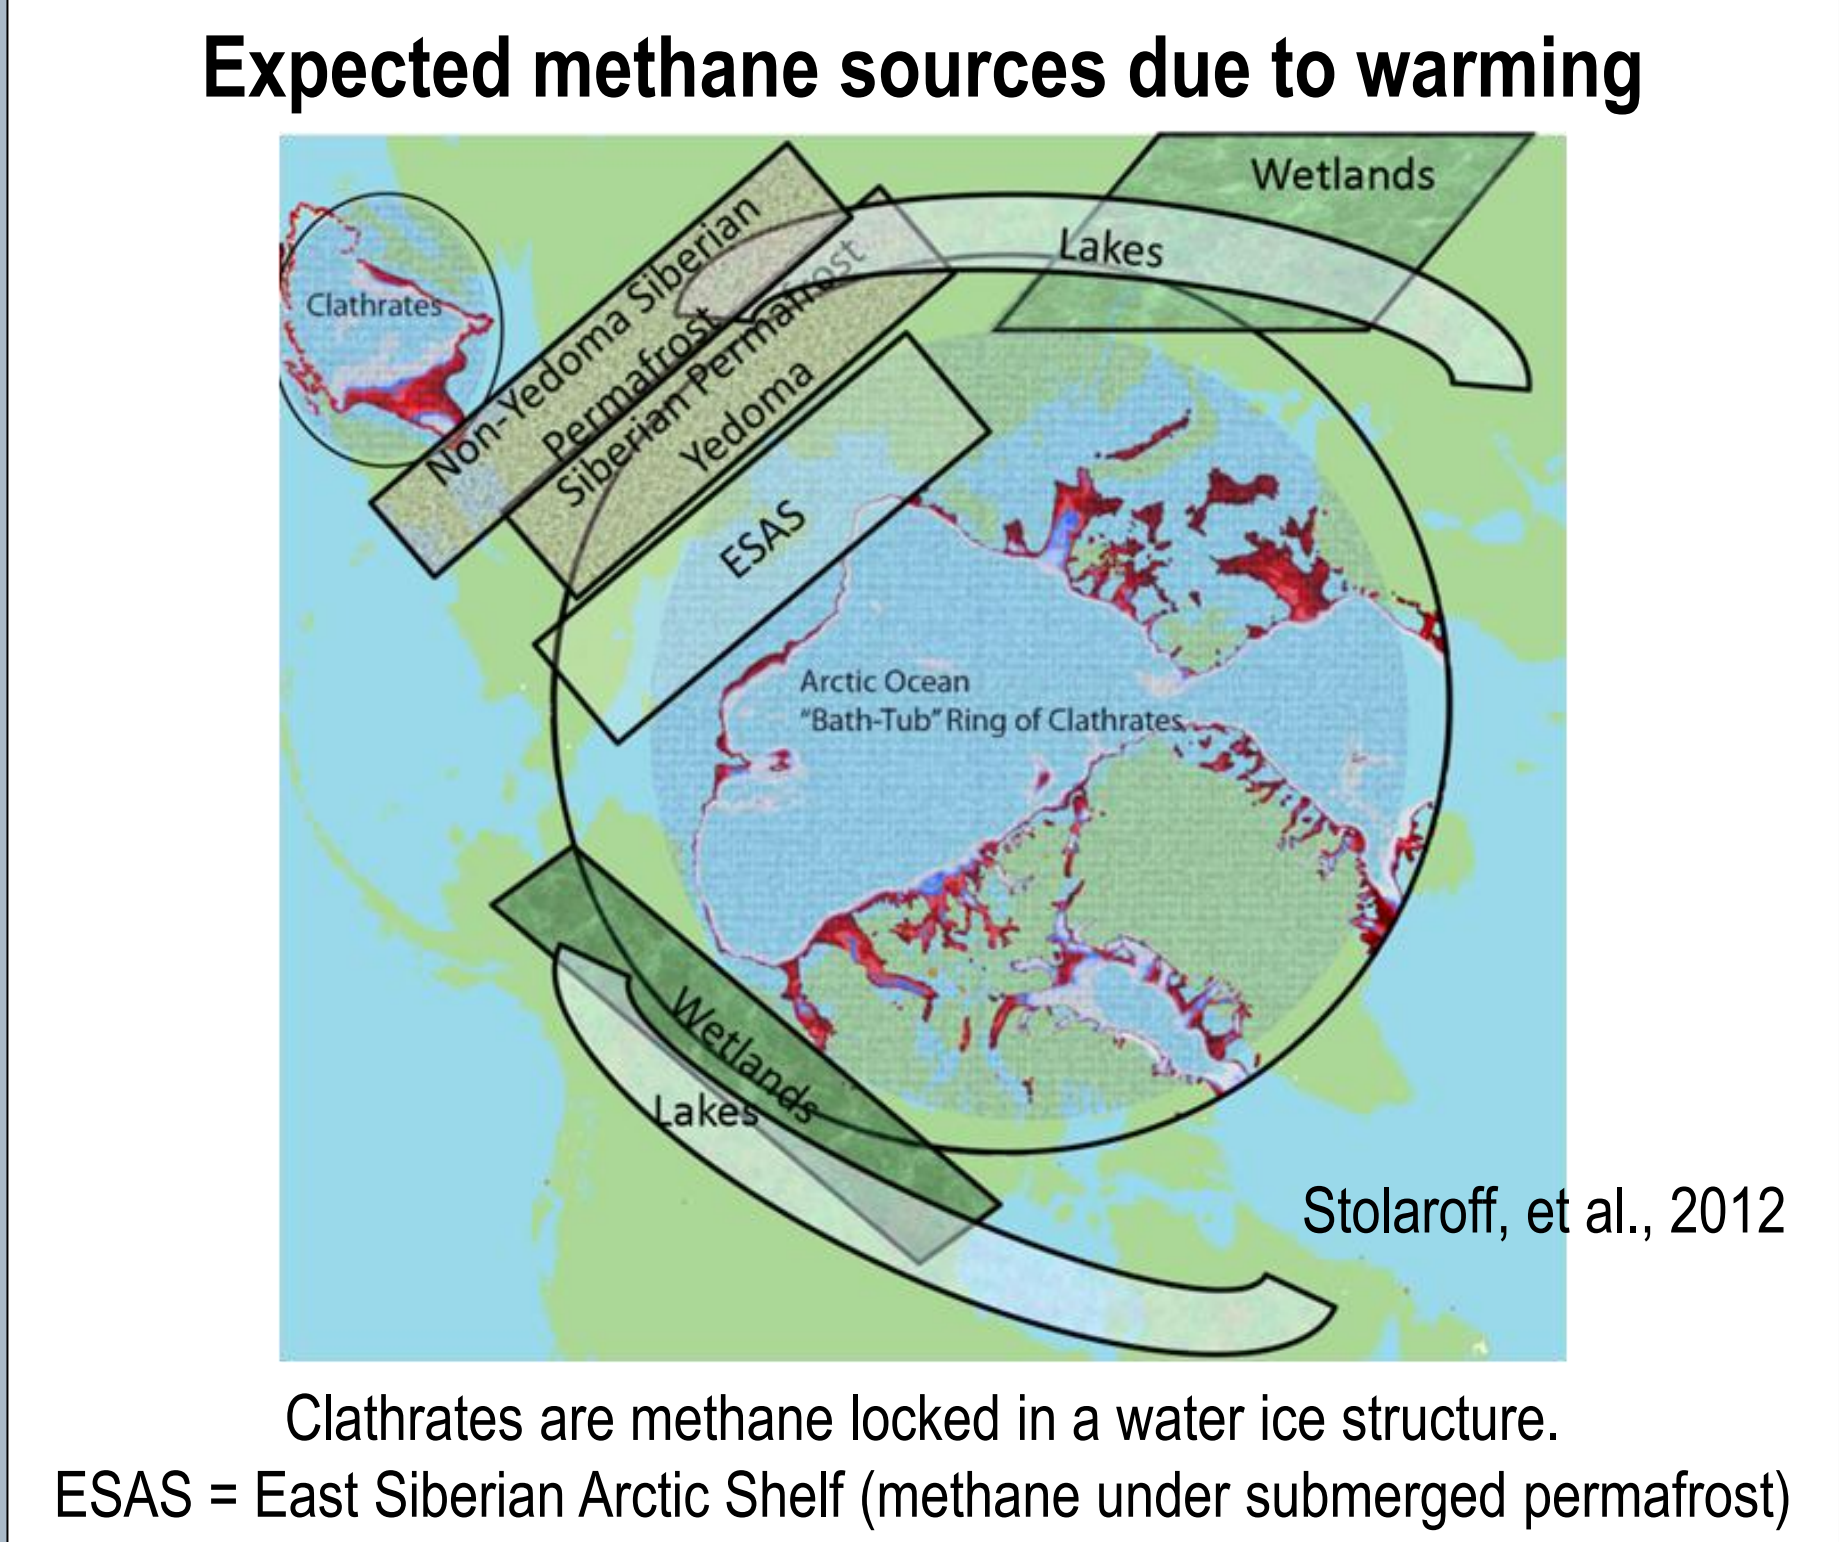 Expected methane sources due to warming
Wetlands
Lakes
Clathrates
Non-Yedoma Siberian
Permafrost
Siberian Permafrost
Yedoma
ESAS
Arctic Ocean
"Bath-Tub" Ring of Clathrates
Wetlands
Lakes
Stolaroff, et al., 2012
Clathrates are methane locked in a water ice structure.
ESAS = East Siberian Arctic Shelf (methane under submerged permafrost)